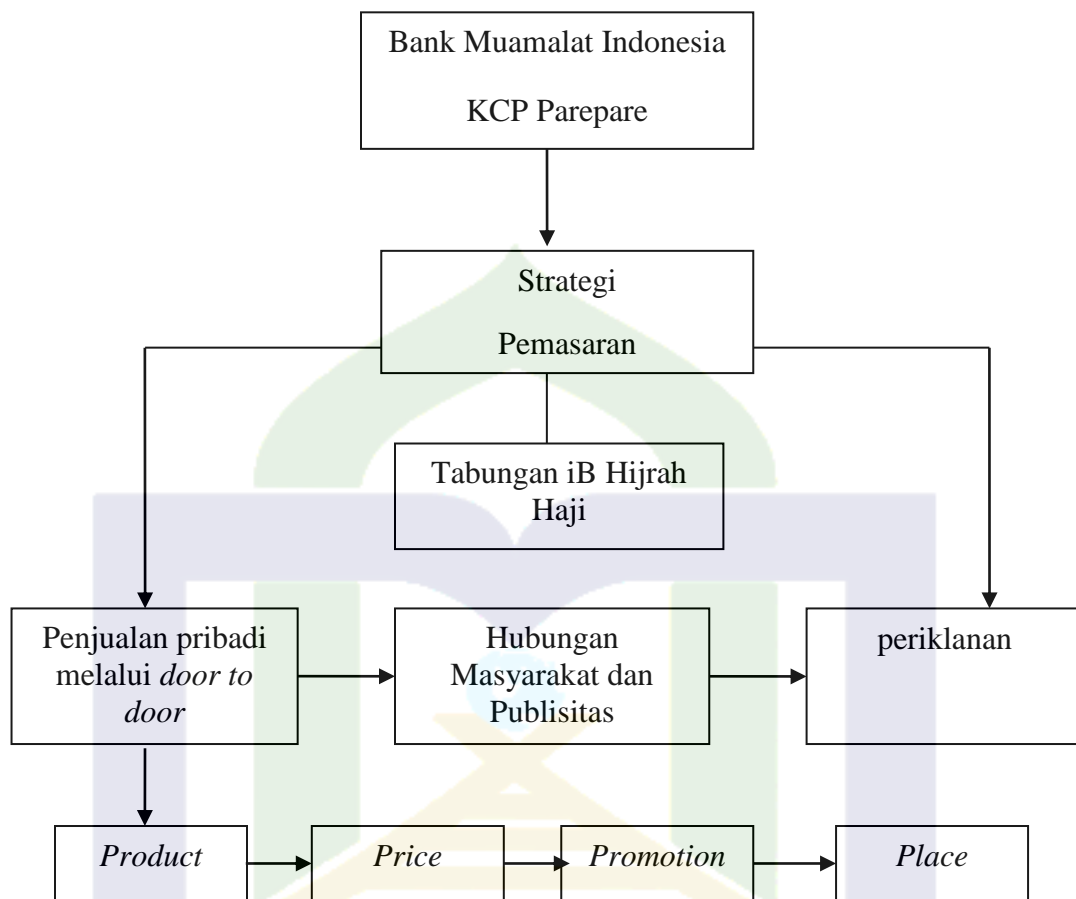 Bank Muamalat Indonesia
KCP Parepare
Strategi
Pemasaran
Tabungan iB Hijrah
Haji
Penjualan pribadi
melalui door to
door
Hubungan
Masyarakat dan
Publisitas
periklanan
Product
Price
Promotion
Place